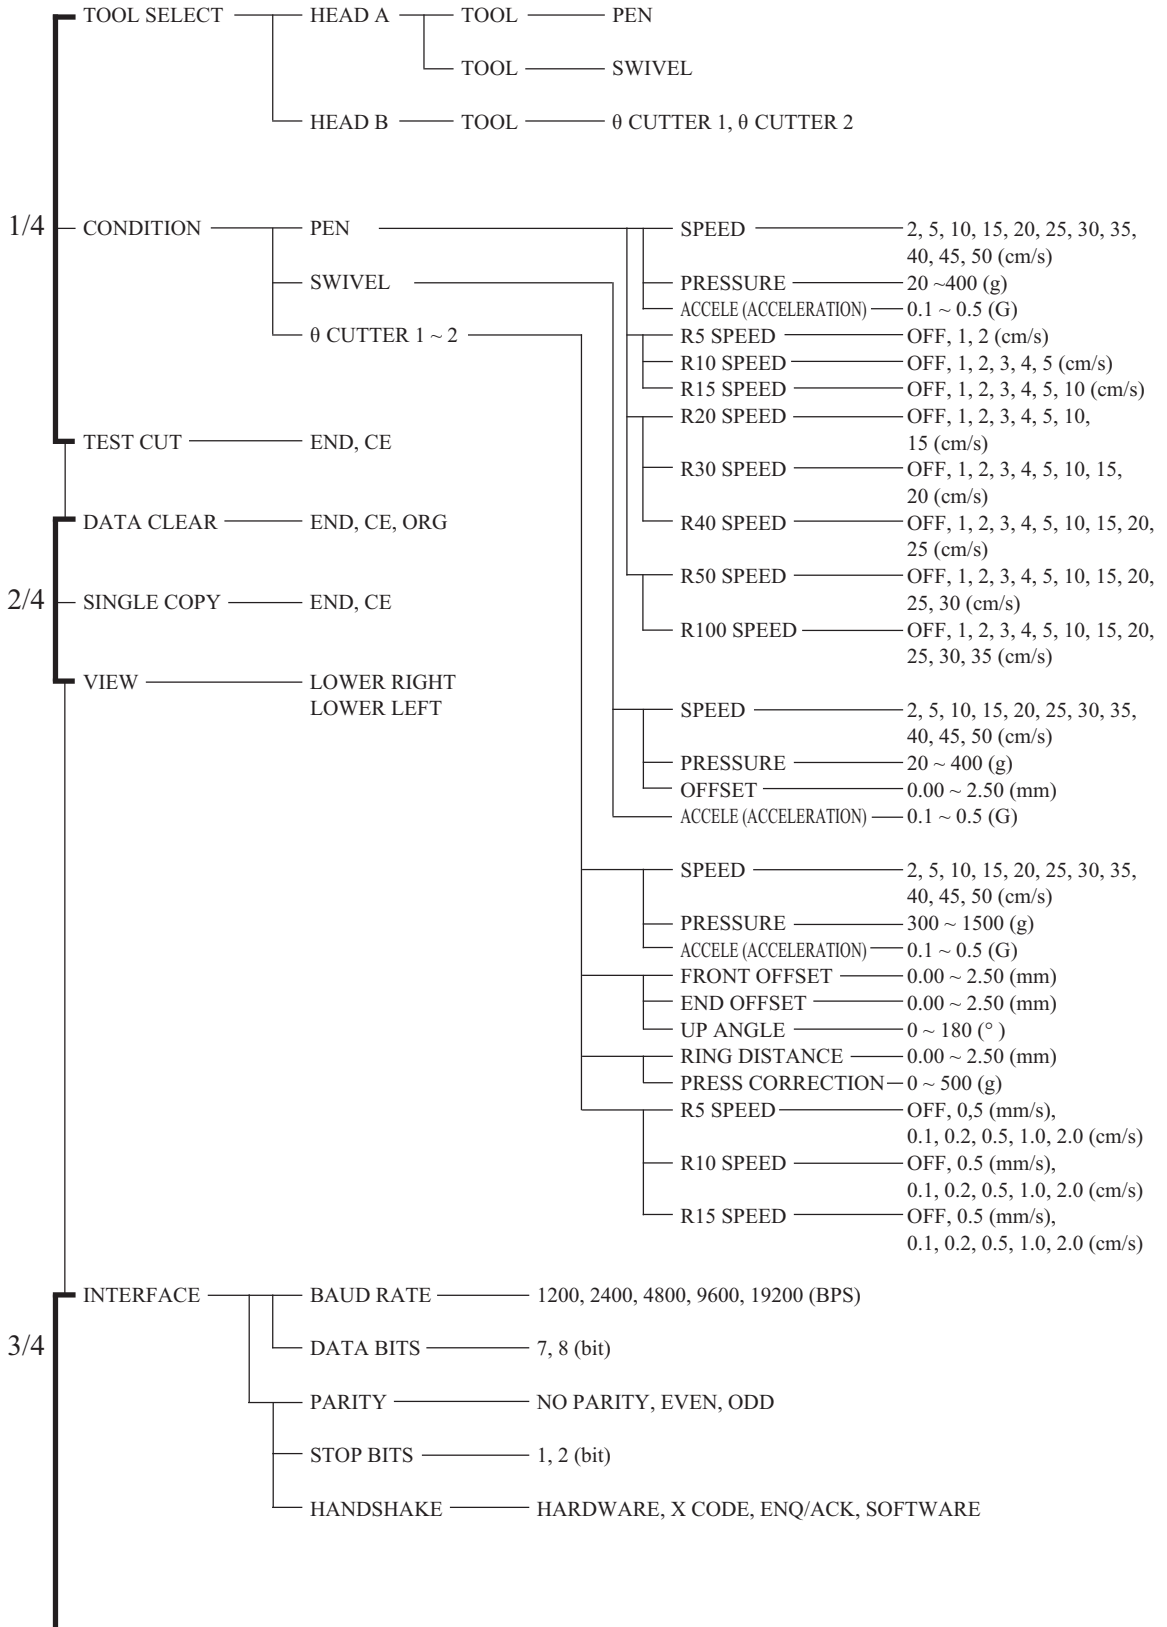 TOOL SELECT HEAD A TOOL PEN
TOOL SWIVEL
HEAD B TOOL θ CUTTER 1, θ CUTTER 2
1/4 CONDITION PEN SPEED 2, 5, 10, 15, 20, 25, 30, 35,
40, 45, 50 (cm/s)
SWIVEL PRESSURE 20 ~400 (g)
ACCELE (ACCELERATION) 0.1 ~ 0.5 (G)
θ CUTTER 1 ~ 2 R5 SPEED OFF, 1, 2 (cm/s)
R10 SPEED OFF, 1, 2, 3, 4, 5 (cm/s)
R15 SPEED OFF, 1, 2, 3, 4, 5, 10 (cm/s)
R20 SPEED OFF, 1, 2, 3, 4, 5, 10,
TEST CUT END, CE 15 (cm/s)
R30 SPEED OFF, 1, 2, 3, 4, 5, 10, 15,
20 (cm/s)
DATA CLEAR END, CE, ORG R40 SPEED OFF, 1, 2, 3, 4, 5, 10, 15, 20,
25 (cm/s)
R50 SPEED OFF, 1, 2, 3, 4, 5, 10, 15, 20,
2/4 SINGLE COPY END, CE 25, 30 (cm/s)
R100 SPEED OFF, 1, 2, 3, 4, 5, 10, 15, 20,
25, 30, 35 (cm/s)
VIEW LOWER RIGHT
LOWER LEFT SPEED 2, 5, 10, 15, 20, 25, 30, 35,
40, 45, 50 (cm/s)
PRESSURE 20 ~ 400 (g)
OFFSET 0.00 ~ 2.50 (mm)
ACCELE (ACCELERATION) 0.1 ~ 0.5 (G)
SPEED 2, 5, 10, 15, 20, 25, 30, 35,
40, 45, 50 (cm/s)
PRESSURE 300 ~ 1500 (g)
ACCELE (ACCELERATION) 0.1 ~ 0.5 (G)
FRONT OFFSET 0.00 ~ 2.50 (mm)
END OFFSET 0.00 ~ 2.50 (mm)
UP ANGLE 0 ~ 180 (° )
RING DISTANCE 0.00 ~ 2.50 (mm)
PRESS CORRECTION 0 ~ 500 (g)
R5 SPEED OFF, 0,5 (mm/s),
0.1, 0.2, 0.5, 1.0, 2.0 (cm/s)
R10 SPEED OFF, 0.5 (mm/s),
0.1, 0.2, 0.5, 1.0, 2.0 (cm/s)
R15 SPEED OFF, 0.5 (mm/s),
0.1, 0.2, 0.5, 1.0, 2.0 (cm/s)
INTERFACE BAUD RATE 1200, 2400, 4800, 9600, 19200 (BPS)
3/4 DATA BITS 7, 8 (bit)
PARITY NO PARITY, EVEN, ODD
STOP BITS 1, 2 (bit)
HANDSHAKE HARDWARE, X CODE, ENQ/ACK, SOFTWARE